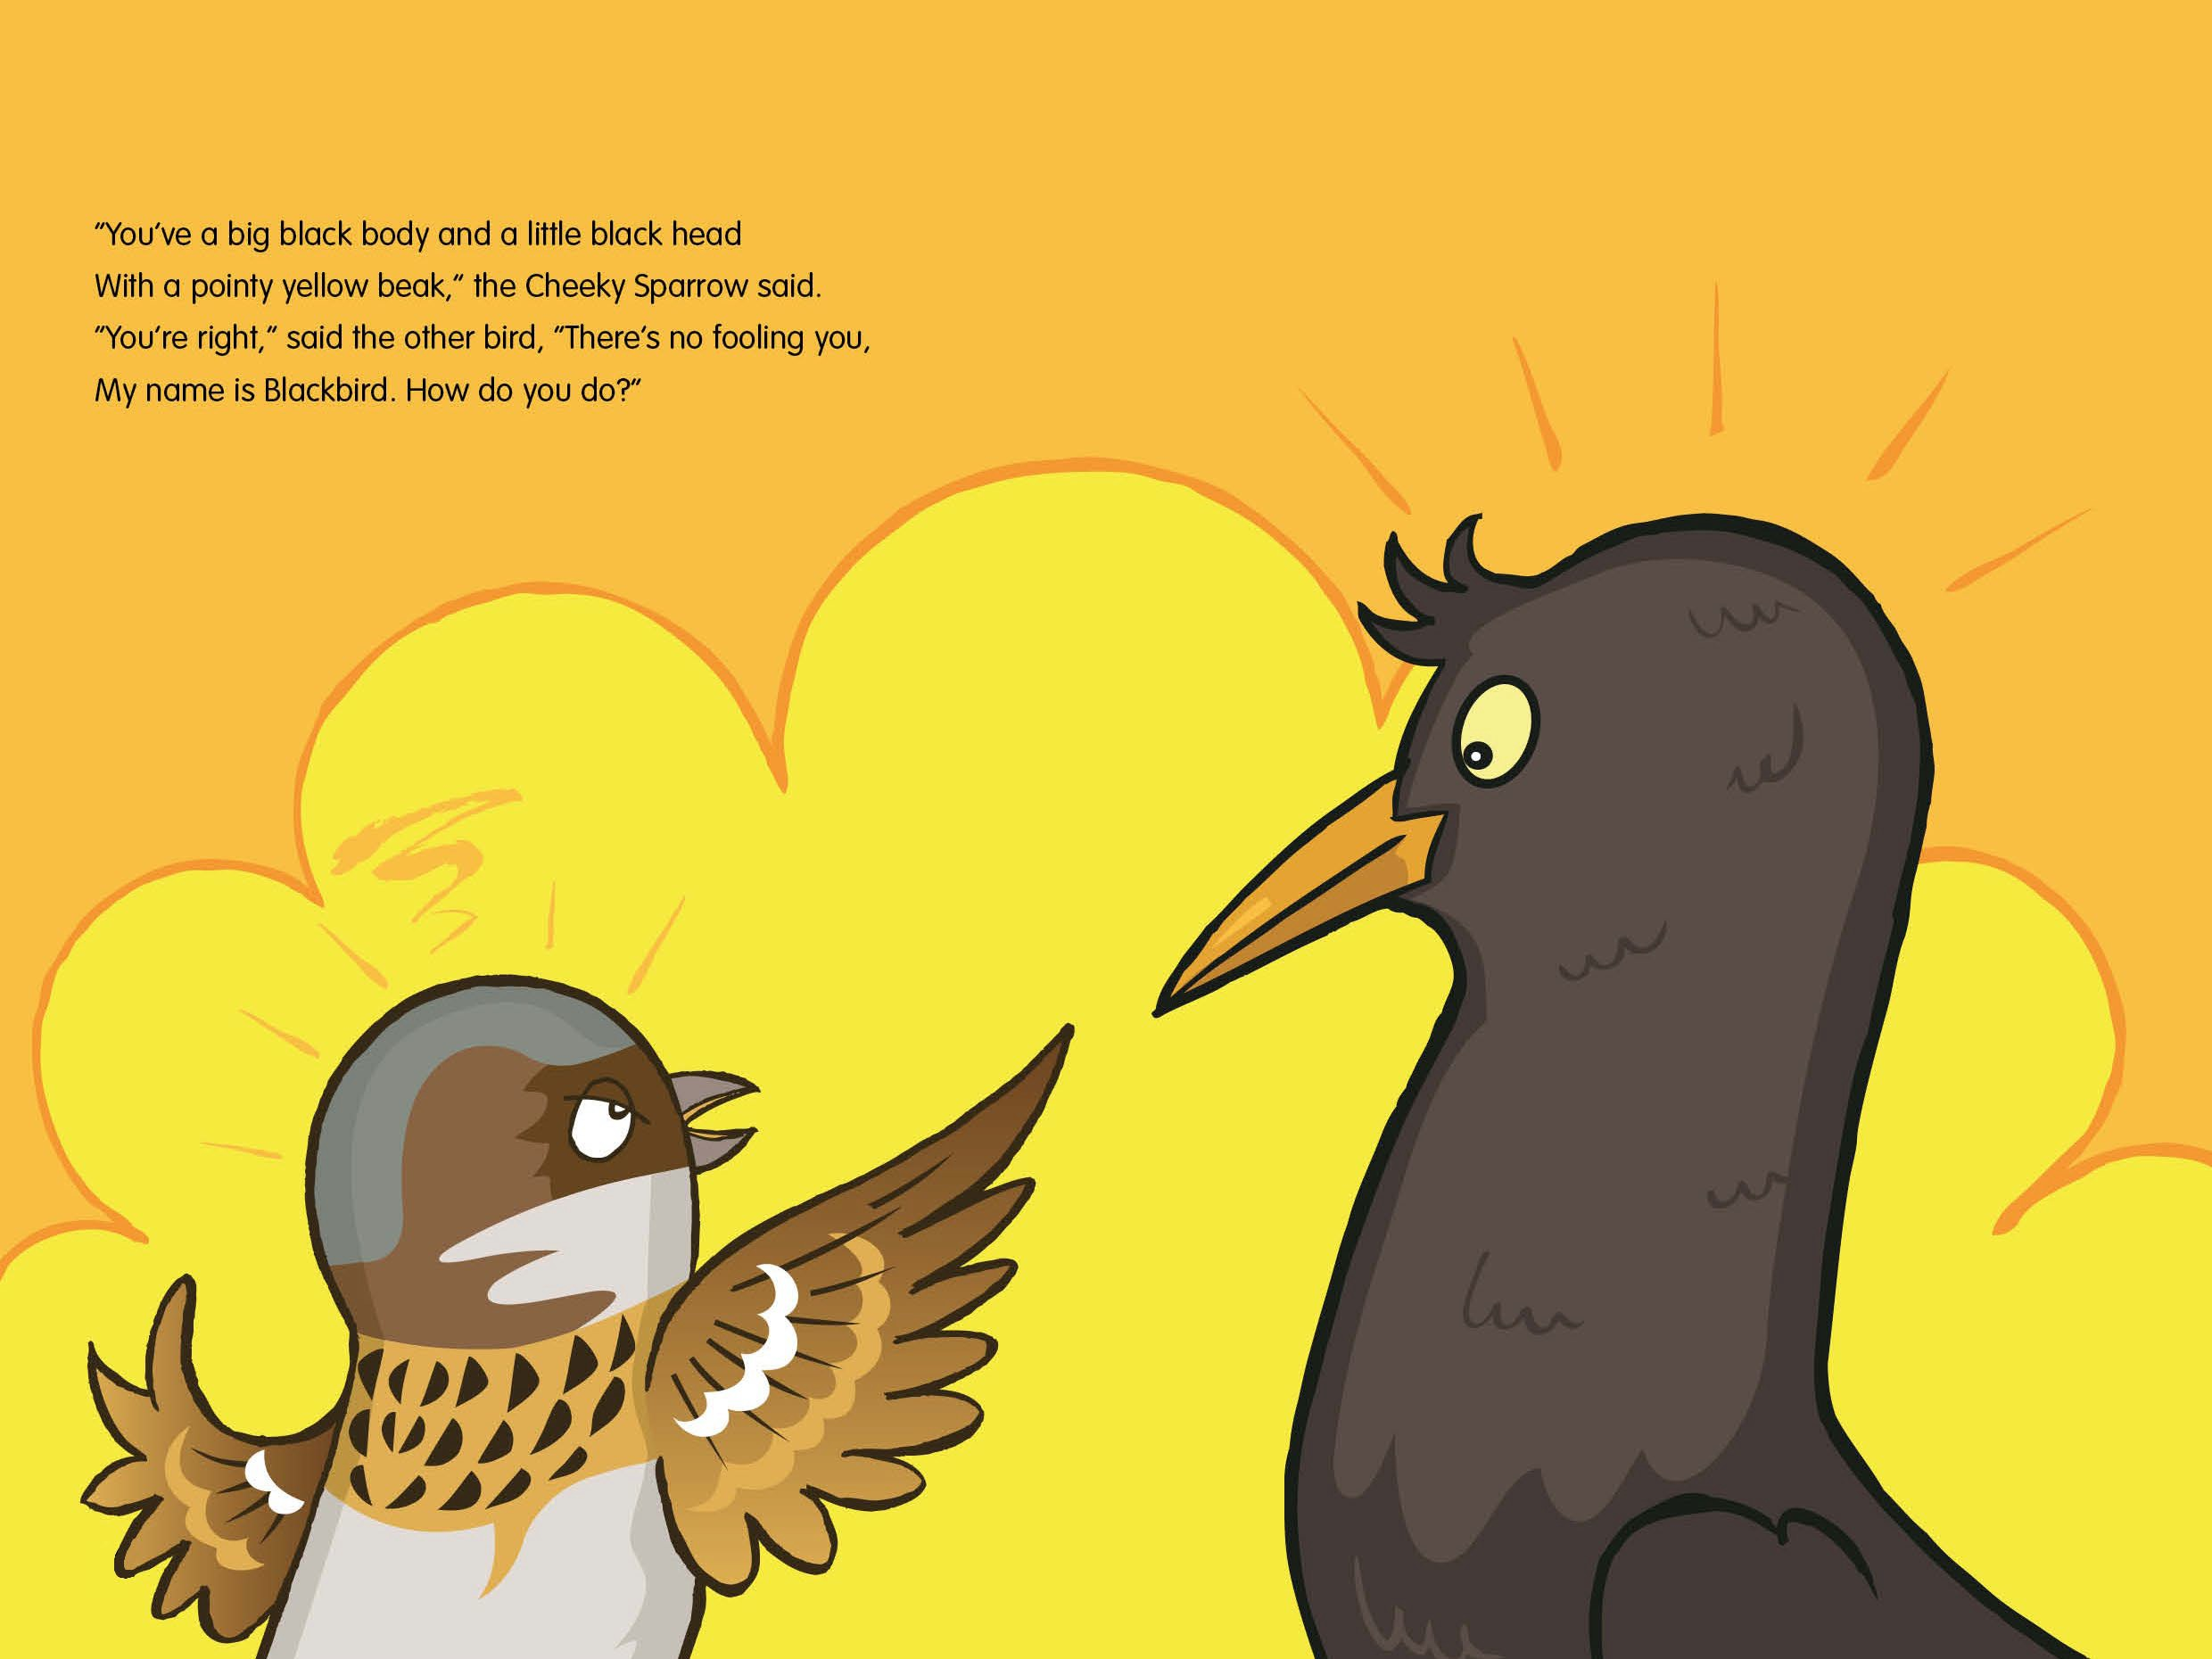 “You’ve a big black body and a little black head
With a pointy yellow beak,” the Cheeky Sparrow said.
“You’re right,” said the other bird, “There’s no fooling you,
My name is Blackbird. How do you do?”